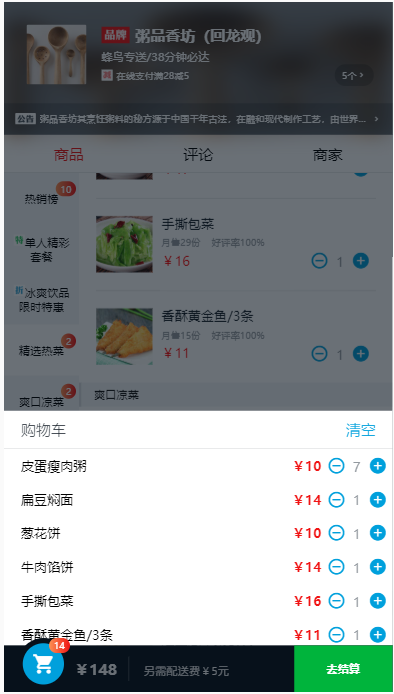 品牌 粥品香坊（回龙观）
蜂鸟专送/38分钟必达
减 在线支付满28减5
5个 >
公告 粥品香坊其烹饪粥料的秘方源于中国千年古法，在融和现代制作工艺，由世界... >
商品 评论 商家
热销榜 10
特 单人精彩
套餐
折 冰爽饮品
限时特惠
精选热菜 2
爽口凉菜 2
手撕包菜
月售29份 好评率100%
￥16
1
香酥黄金鱼/3条
月售15份 好评率100%
￥11
1
爽口凉菜
购物车 清空
皮蛋瘦肉粥 ￥10 7
扁豆焖面 ￥14 1
葱花饼 ￥10 1
牛肉馅饼 ￥14 1
手撕包菜 ￥16 1
香酥黄金鱼/3条 ￥11 1
14
￥148 另需配送费￥5元 去结算